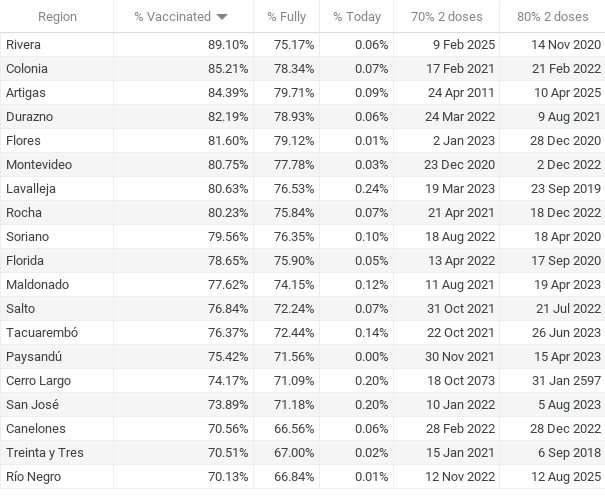 Region % Vaccinated % Fully % Today 70% 2 doses 80% 2 doses
Rivera 89.10% 75.17% 0.06% 9 Feb 2025 14 Nov 2020
Colonia 85.21% 78.34% 0.07% 17 Feb 2021 21 Feb 2022
Artigas 84.39% 79.71% 0.09% 24 Apr 2011 10 Apr 2025
Durazno 82.19% 78.93% 0.06% 24 Mar 2022 9 Aug 2021
Flores 81.60% 79.12% 0.01% 2 Jan 2023 28 Dec 2020
Montevideo 80.75% 77.78% 0.03% 23 Dec 2020 2 Dec 2022
Lavalleja 80.63% 76.53% 0.24% 19 Mar 2023 23 Sep 2019
Rocha 80.23% 75.84% 0.07% 21 Apr 2021 18 Dec 2022
Soriano 79.56% 76.35% 0.10% 18 Aug 2022 18 Apr 2020
Florida 78.65% 75.90% 0.05% 13 Apr 2022 17 Sep 2020
Maldonado 77.62% 74.15% 0.12% 11 Aug 2021 19 Apr 2023
Salto 76.84% 72.24% 0.07% 31 Oct 2021 21 Jul 2022
Tacuarembó 76.37% 72.44% 0.14% 22 Oct 2021 26 Jun 2023
Paysandú 75.42% 71.56% 0.00% 30 Nov 2021 15 Apr 2023
Cerro Largo 74.17% 71.09% 0.20% 18 Oct 2073 31 Jan 2597
San José 73.89% 71.18% 0.20% 10 Jan 2022 5 Aug 2023
Canelones 70.56% 66.56% 0.06% 28 Feb 2022 28 Dec 2022
Treinta y Tres 70.51% 67.00% 0.02% 15 Jan 2021 6 Sep 2018
Río Negro 70.13% 66.84% 0.01% 12 Nov 2022 12 Aug 2025